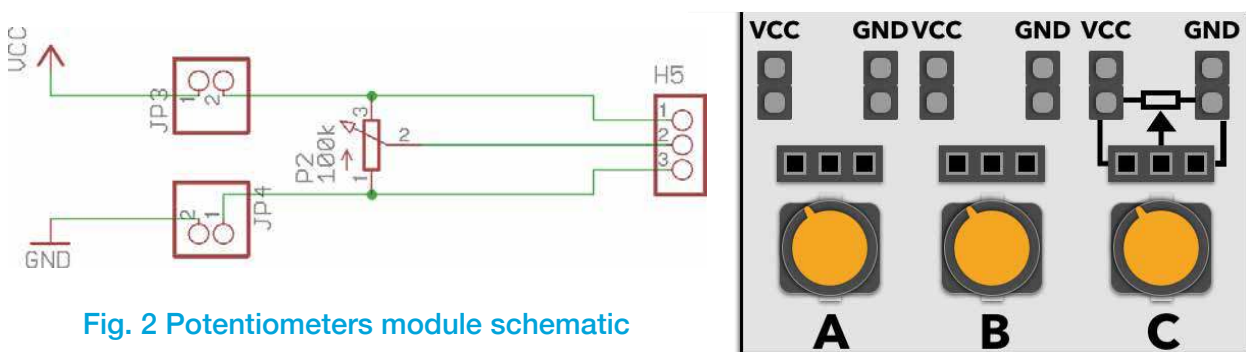 VCC
JP3
1
2
P2
100k
3
2
1
H5
1
2
3
JP4
2
1
GND
Fig. 2 Potentiometers module schematic
VCC GND VCC GND VCC GND
A B C